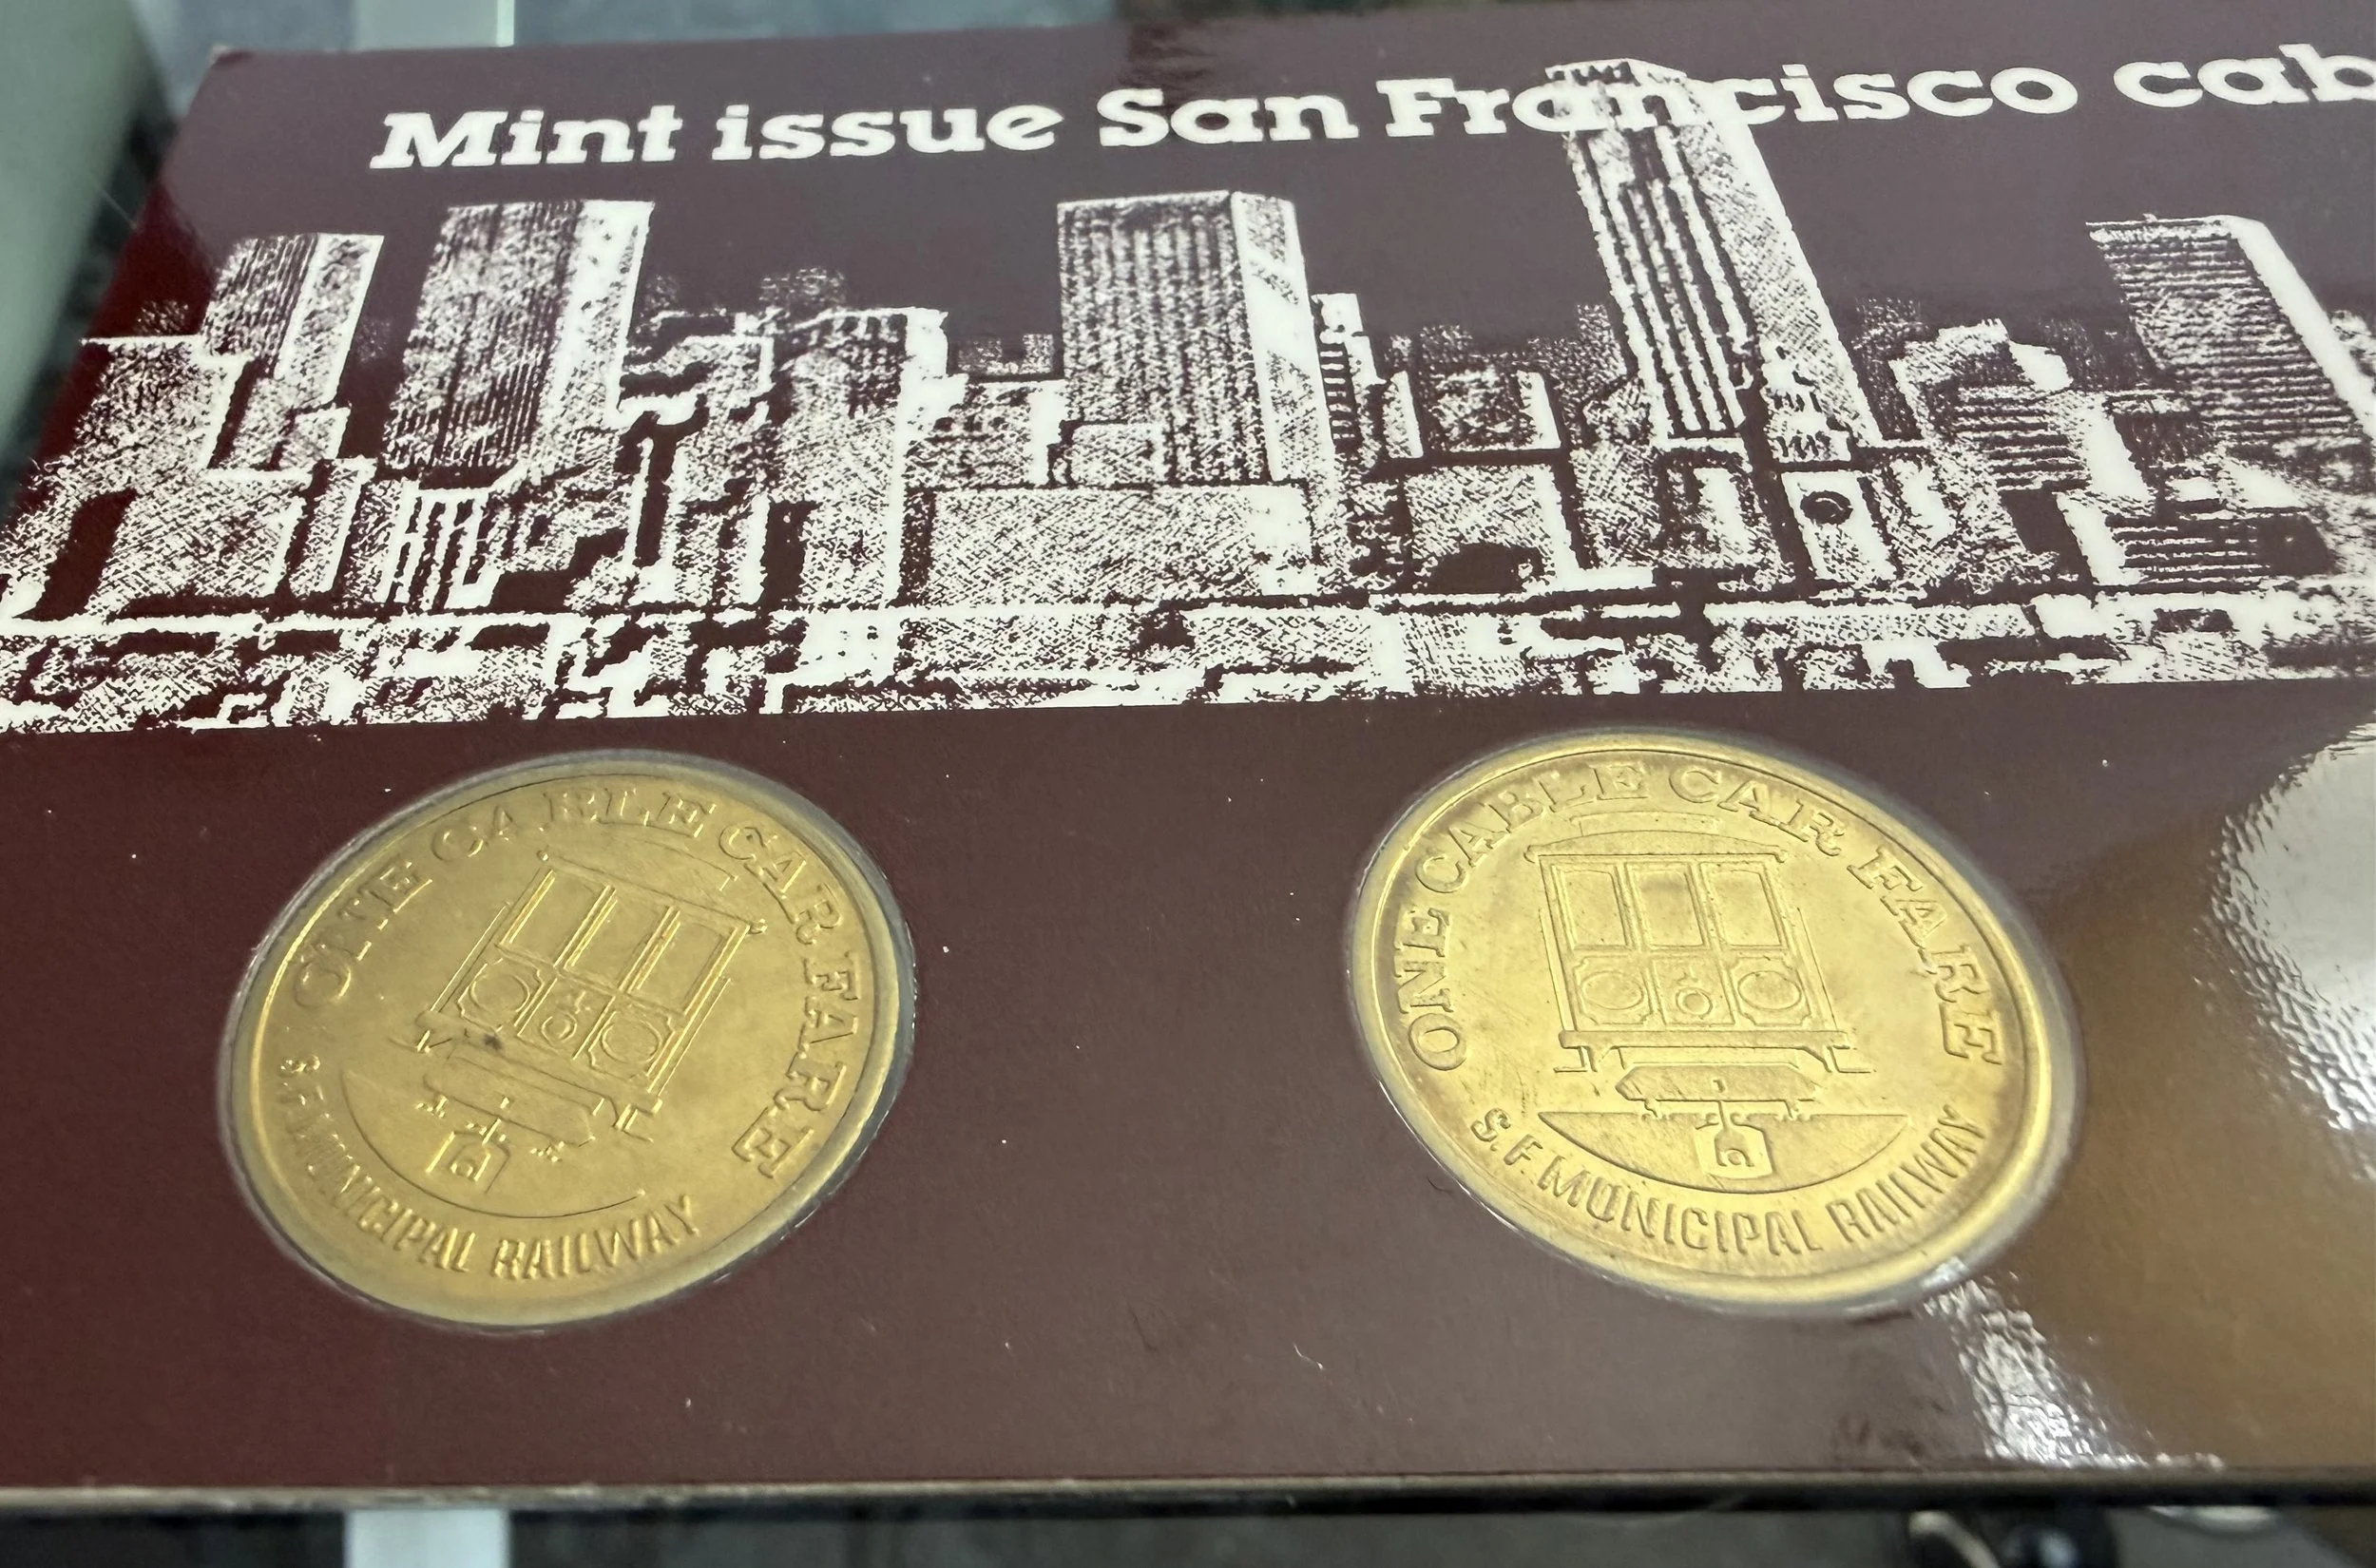 Mint issue San Francisco cab
ONE CABLE CAR FARE
S.F. MUNICIPAL RAILWAY
ONE CABLE CAR FARE
S.F. MUNICIPAL RAILWAY